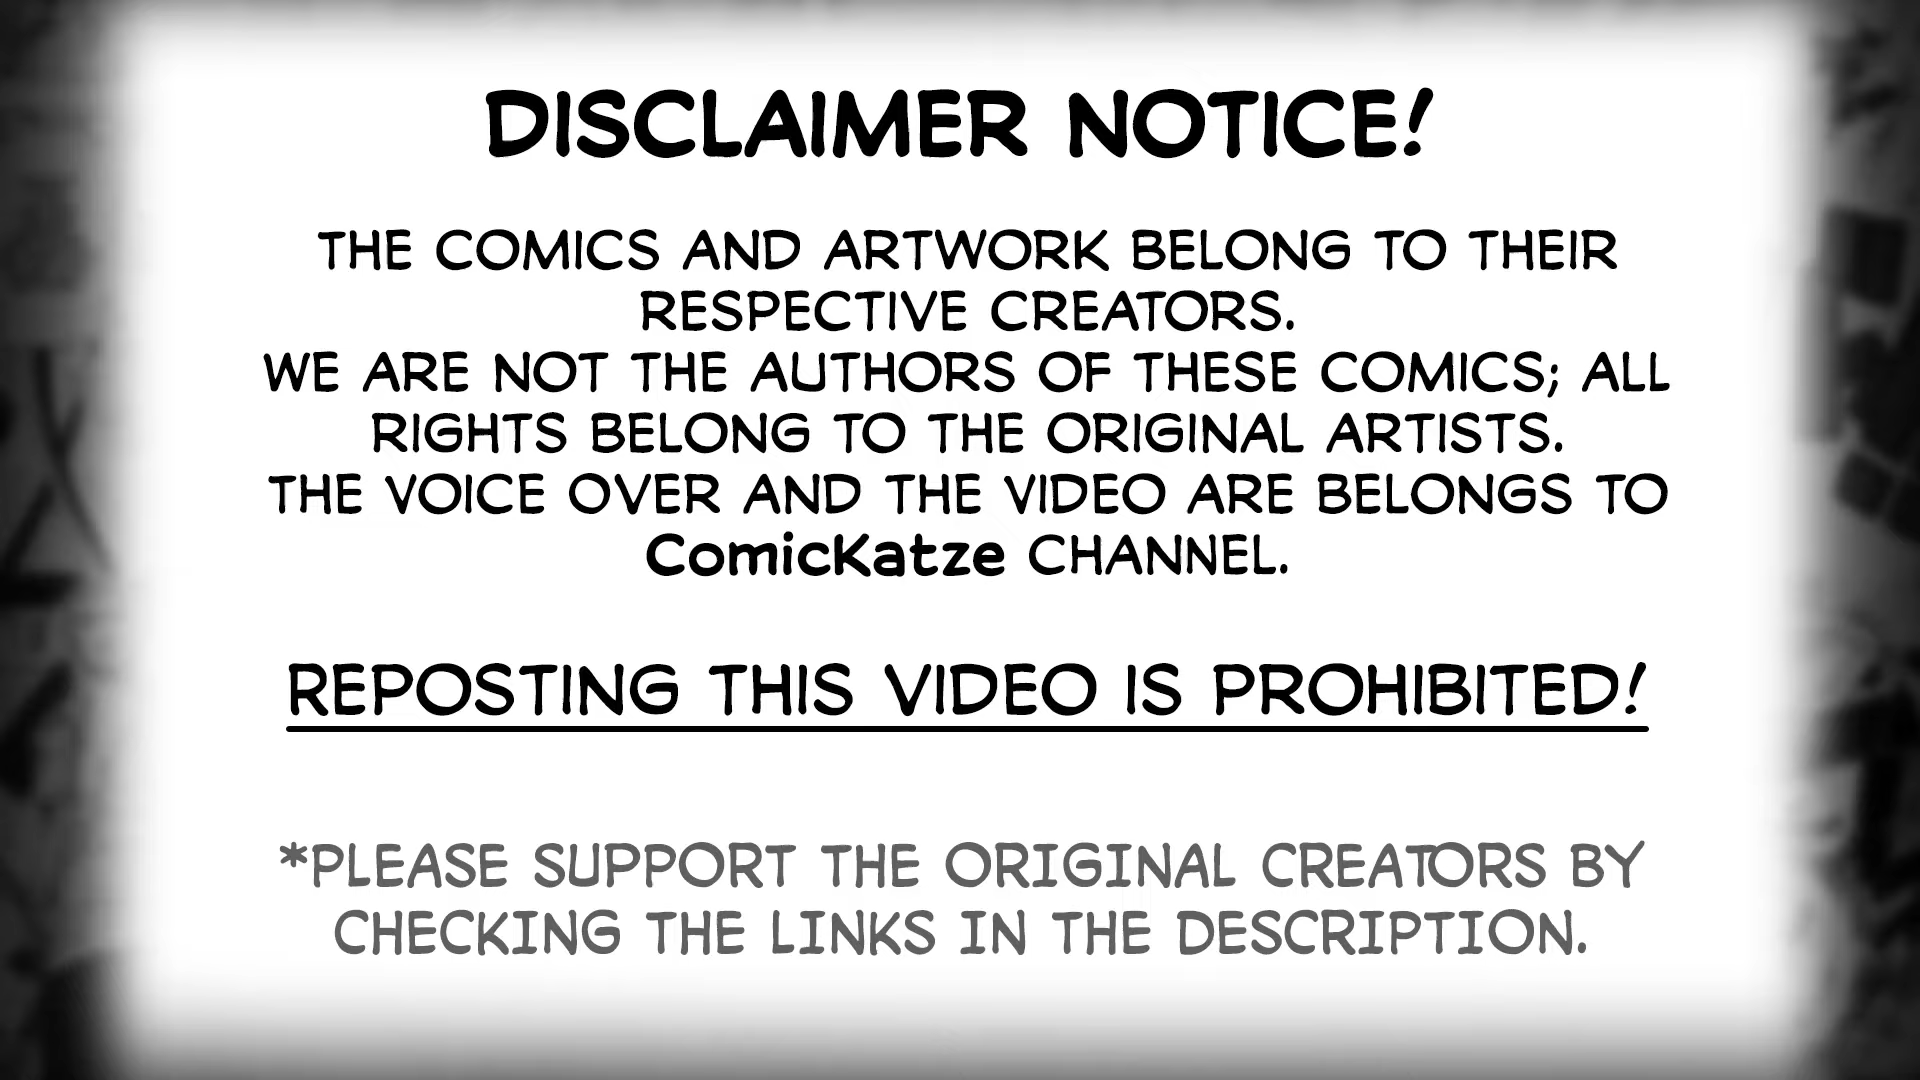 DISCLAIMER NOTICE!
THE COMICS AND ARTWORK BELONG TO THEIR
RESPECTIVE CREATORS.
WE ARE NOT THE AUTHORS OF THESE COMICS; ALL
RIGHTS BELONG TO THE ORIGINAL ARTISTS.
THE VOICE OVER AND THE VIDEO ARE BELONGS TO
ComicKatze CHANNEL.
REPOSTING THIS VIDEO IS PROHIBITED!
*PLEASE SUPPORT THE ORIGINAL CREATORS BY
CHECKING THE LINKS IN THE DESCRIPTION.